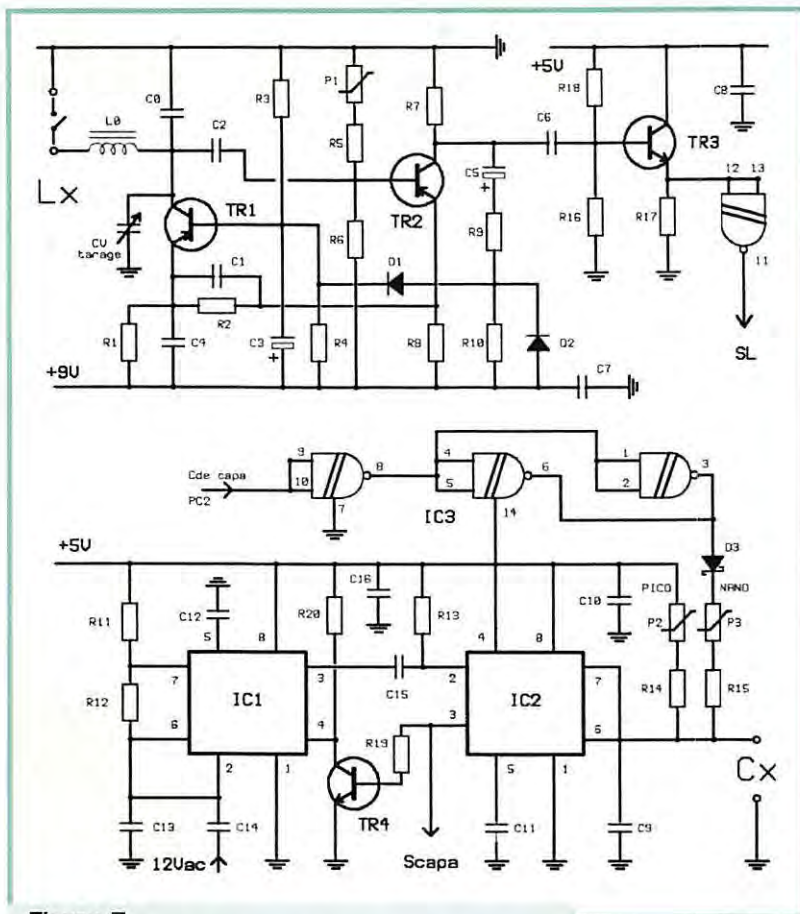 +5V
C0
R3
P1
R7
R18
C8
L0
C2
R5
C6
TR3
Lx
TR2
C5
12 13
TR1
R6
R9
R16
R17
CV
tarage
C1
D1
11
R2
R1
C4
C3
+
R4
R8
R10
D2
SL
+9V
C7
+
9
8
4
6
1
3
Cde capa
10
5
2
PC2
7
IC3
14
+5V
D3
C16
PICO
NANO
R11
C12
R20
R13
C10
P2
P3
5
8
4
8
7
3
2
7
R12
IC1
C15
IC2
R14
R15
6
4
R19
3
6
2
1
5
1
Cx
TR4
C13
C14
C11
C9
12Vac
Scapa